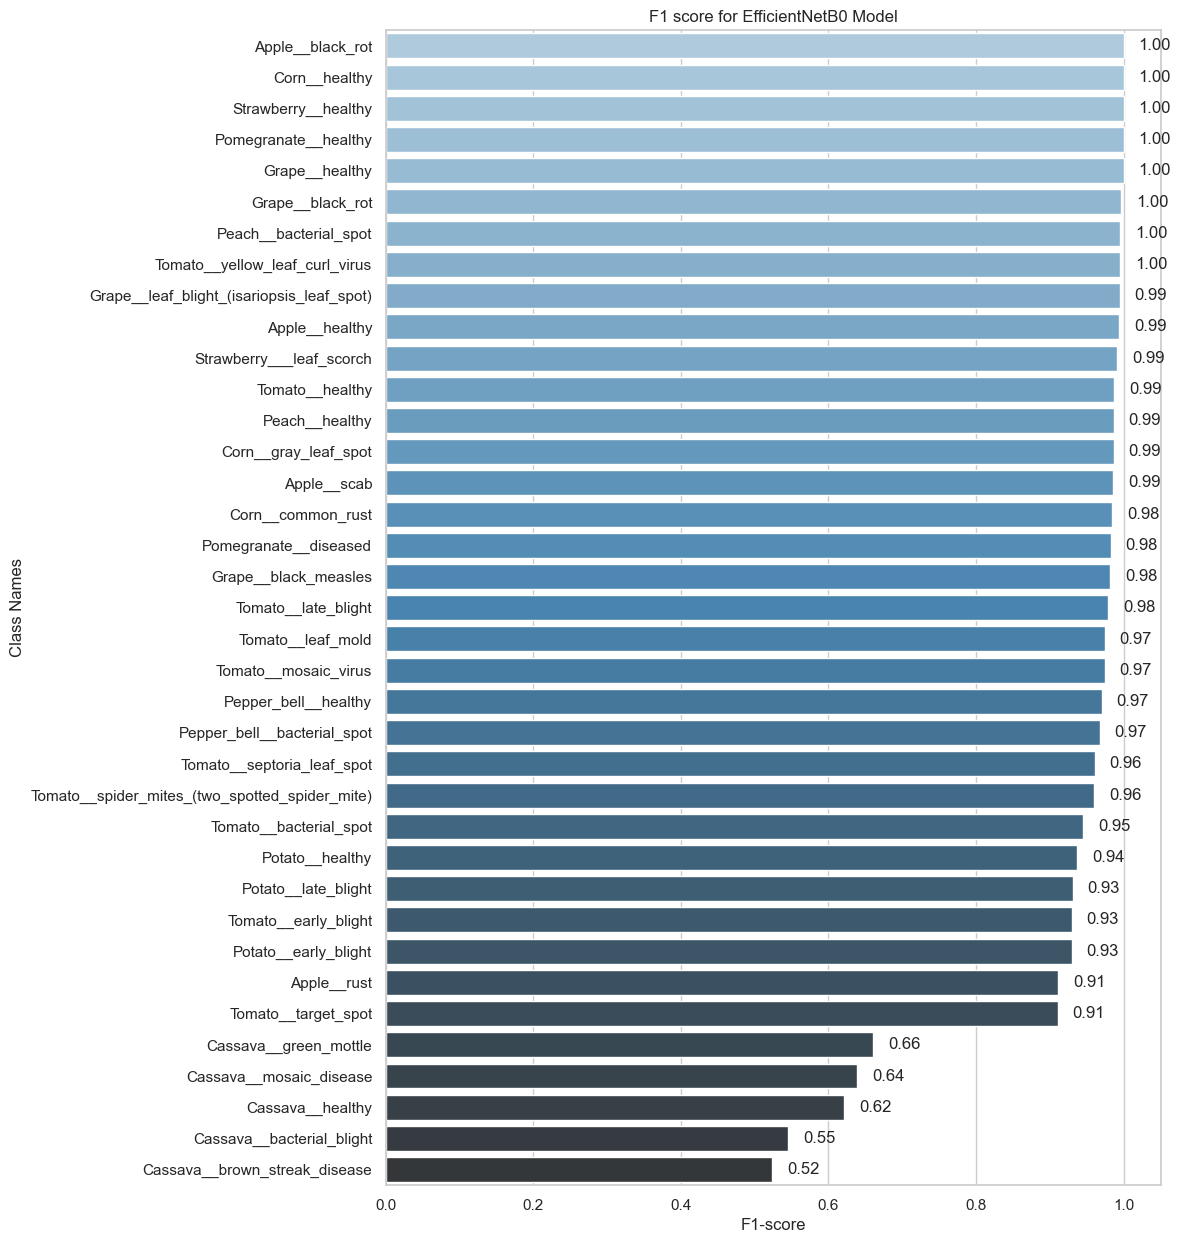 F1 score for EfficientNetB0 Model
Apple__black_rot 1.00
Corn__healthy 1.00
Strawberry__healthy 1.00
Pomegranate__healthy 1.00
Grape__healthy 1.00
Grape__black_rot 1.00
Peach__bacterial_spot 1.00
Tomato__yellow_leaf_curl_virus 1.00
Grape__leaf_blight_(isariopsis_leaf_spot) 0.99
Apple__healthy 0.99
Strawberry___leaf_scorch 0.99
Tomato__healthy 0.99
Peach__healthy 0.99
Corn__gray_leaf_spot 0.99
Apple__scab 0.99
Corn__common_rust 0.98
Pomegranate__diseased 0.98
Grape__black_measles 0.98
Tomato__late_blight 0.98
Tomato__leaf_mold 0.97
Tomato__mosaic_virus 0.97
Pepper_bell__healthy 0.97
Pepper_bell__bacterial_spot 0.97
Tomato__septoria_leaf_spot 0.96
Tomato__spider_mites_(two_spotted_spider_mite) 0.96
Tomato__bacterial_spot 0.95
Potato__healthy 0.94
Potato__late_blight 0.93
Tomato__early_blight 0.93
Potato__early_blight 0.93
Apple__rust 0.91
Tomato__target_spot 0.91
Cassava__green_mottle 0.66
Cassava__mosaic_disease 0.64
Cassava__healthy 0.62
Cassava__bacterial_blight 0.55
Cassava__brown_streak_disease 0.52
Class Names
0.0 0.2 0.4 0.6 0.8 1.0
F1-score